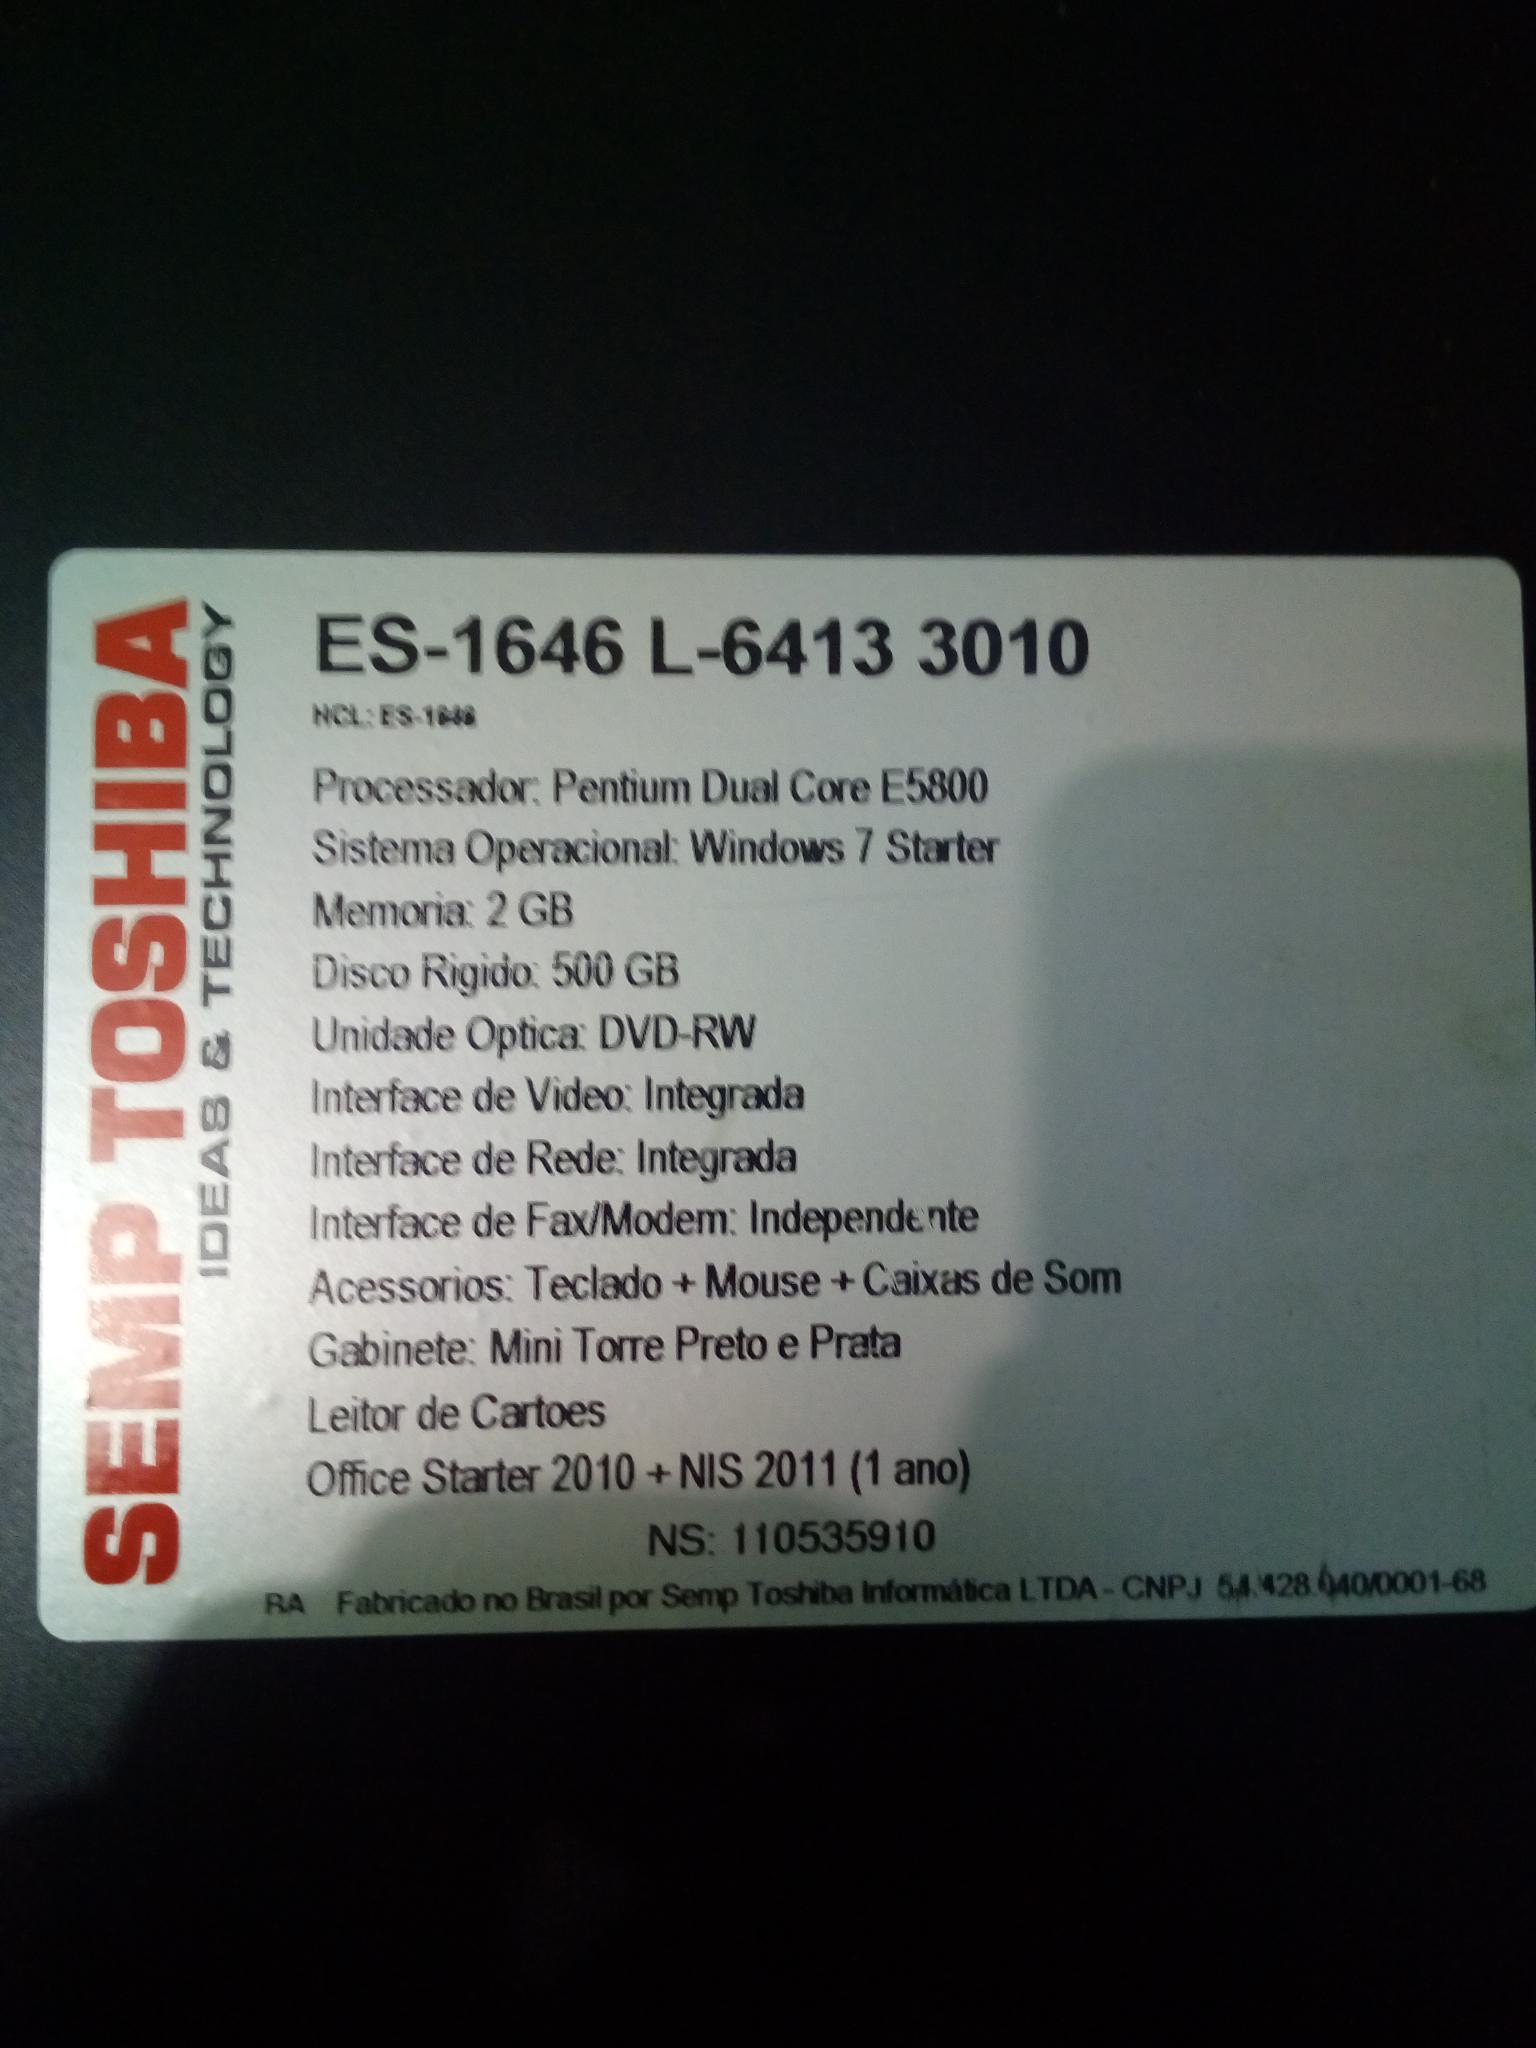 SEMP TOSHIBA
IDEAS & TECHNOLOGY
ES-1646 L-6413 3010
NCL: ES-1646
Processador: Pentium Dual Core E5800
Sistema Operacional: Windows 7 Starter
Memoria: 2 GB
Disco Rigido: 500 GB
Unidade Optica: DVD-RW
Interface de Video: Integrada
Interface de Rede: Integrada
Interface de Fax/Modem: Independente
Acessorios: Teclado + Mouse + Caixas de Som
Gabinete: Mini Torre Preto e Prata
Leitor de Cartoes
Office Starter 2010 + NIS 2011 (1 ano)
NS: 110535910
RA Fabricado no Brasil por Semp Toshiba Informática LTDA - CNPJ 54.428.040/0001-68